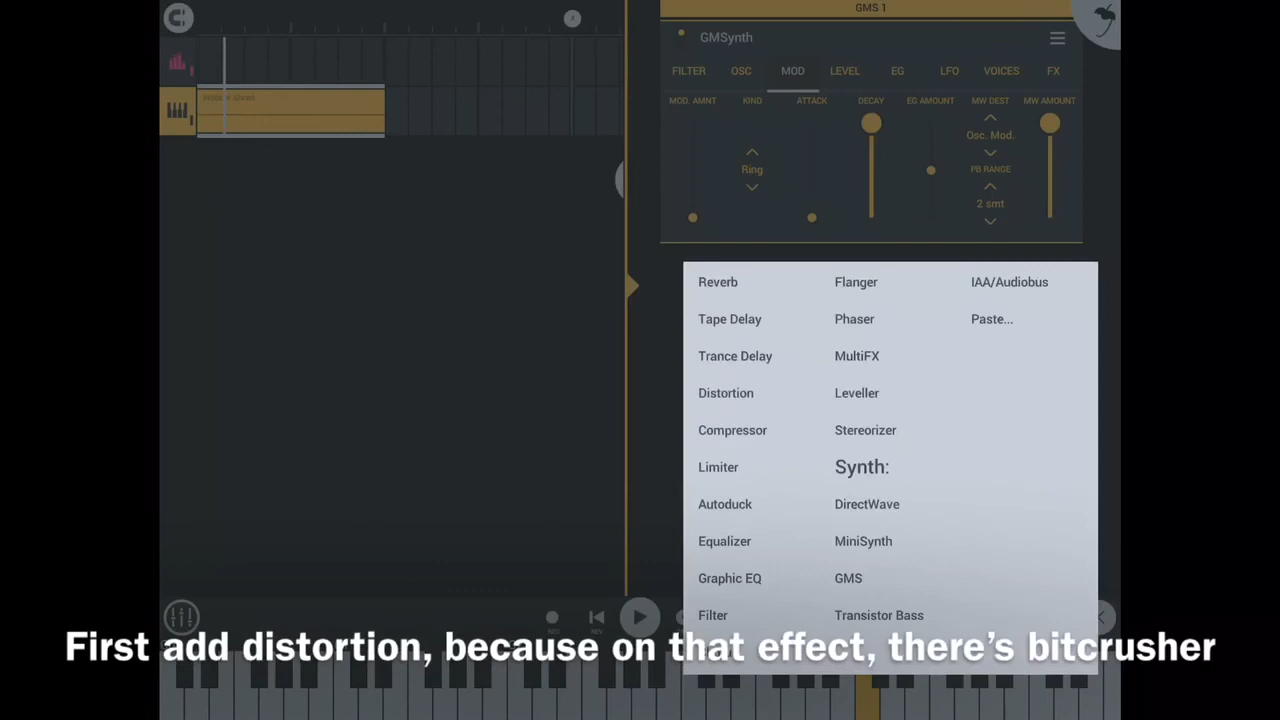 GMS 1
GMSynth
FILTER OSC MOD LEVEL EG LFO VOICES FX
MOD. AMNT KIND ATTACK DECAY EG AMOUNT MW DEST MW AMOUNT
Osc. Mod.
Ring
PB RANGE
2 smt
Reverb Flanger IAA/Audiobus
Tape Delay Phaser Paste...
Trance Delay MultiFX
Distortion Leveller
Compressor Stereorizer
Limiter Synth:
Autoduck DirectWave
Equalizer MiniSynth
Graphic EQ GMS
Filter Transistor Bass
First add distortion, because on that effect, there's bitcrusher